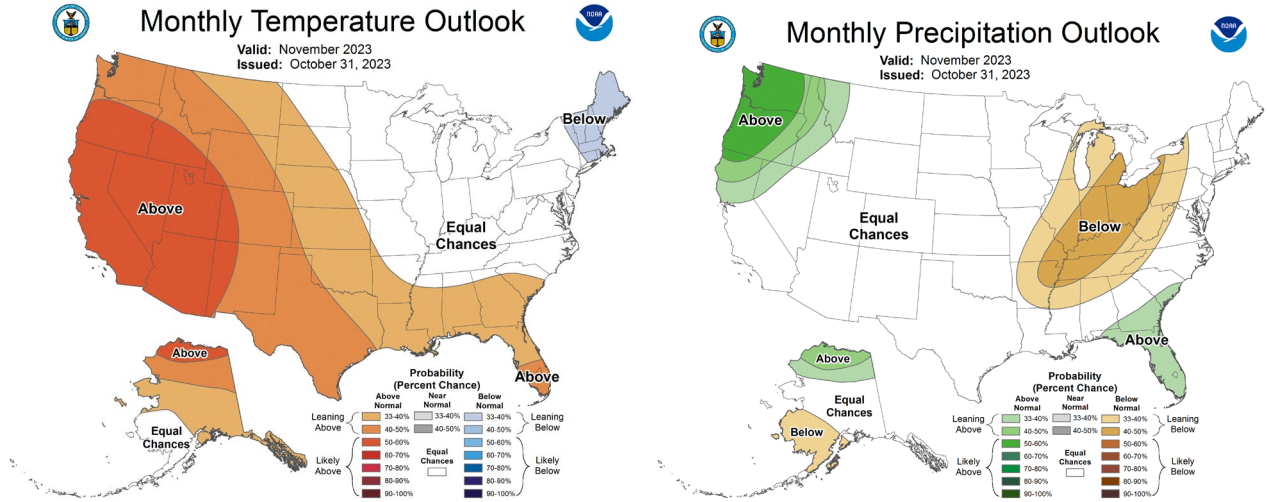 Monthly Temperature Outlook
Valid: November 2023
Issued: October 31, 2023
NOAA
Below
Above
Equal
Chances
Above
Above
Equal
Chances
Probability
(Percent Chance)
Above
Normal
Near
Normal
Below
Normal
Leaning
Above
33-40%
33-40%
33-40%
Leaning
Below
40-50%
40-50%
40-50%
Likely
Above
50-60%
50-60%
Likely
Below
60-70%
60-70%
70-80%
70-80%
80-90%
80-90%
90-100%
90-100%
Equal
Chances
Monthly Precipitation Outlook
Valid: November 2023
Issued: October 31, 2023
NOAA
Above
Equal
Chances
Below
Above
Above
Equal
Chances
Below
Probability
(Percent Chance)
Above
Normal
Near
Normal
Below
Normal
Leaning
Above
33-40%
33-40%
33-40%
Leaning
Below
40-50%
40-50%
40-50%
Likely
Above
50-60%
50-60%
Likely
Below
60-70%
60-70%
70-80%
70-80%
80-90%
80-90%
90-100%
90-100%
Equal
Chances